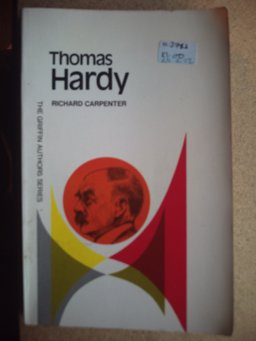 Thomas
Hardy
RICHARD CARPENTER
THE GRIFFIN AUTHORS SERIES